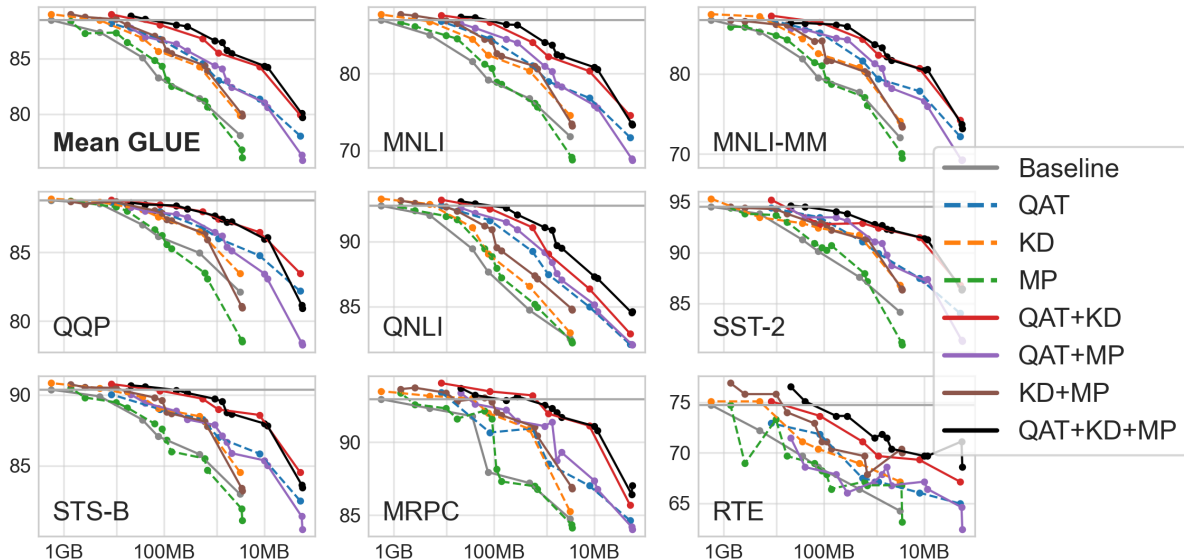 85
80
Mean GLUE
80
70
MNLI
80
70
MNLI-MM
85
80
QQP
90
85
QNLI
95
90
85
SST-2
90
85
STS-B
1GB 100MB 10MB
90
85
MRPC
1GB 100MB 10MB
75
70
65
RTE
1GB 100MB 10MB
Baseline
QAT
KD
MP
QAT+KD
QAT+MP
KD+MP
QAT+KD+MP